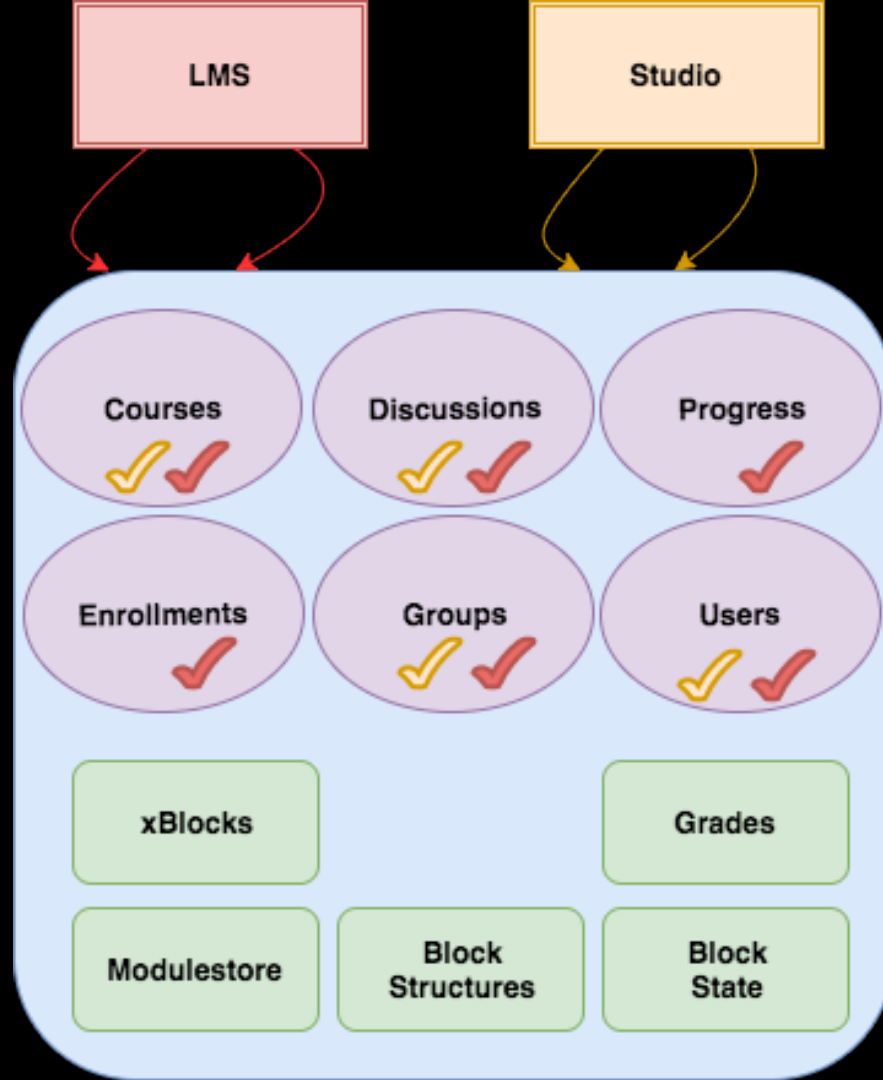 LMS
Studio
Courses
Discussions
Progress
Enrollments
Groups
Users
xBlocks
Grades
Modulestore
Block
Structures
Block
State